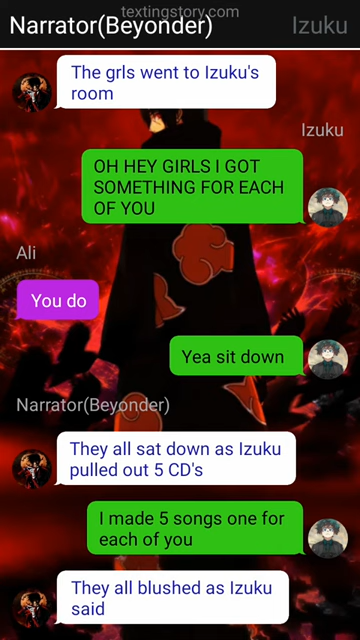 textingstory.com
Narrator(Beyonder)
Izuku
The grls went to Izuku's
room
Izuku
OH HEY GIRLS I GOT
SOMETHING FOR EACH
OF YOU
Ali
You do
Yea sit down
Narrator(Beyonder)
They all sat down as Izuku
pulled out 5 CD's
I made 5 songs one for
each of you
They all blushed as Izuku
said